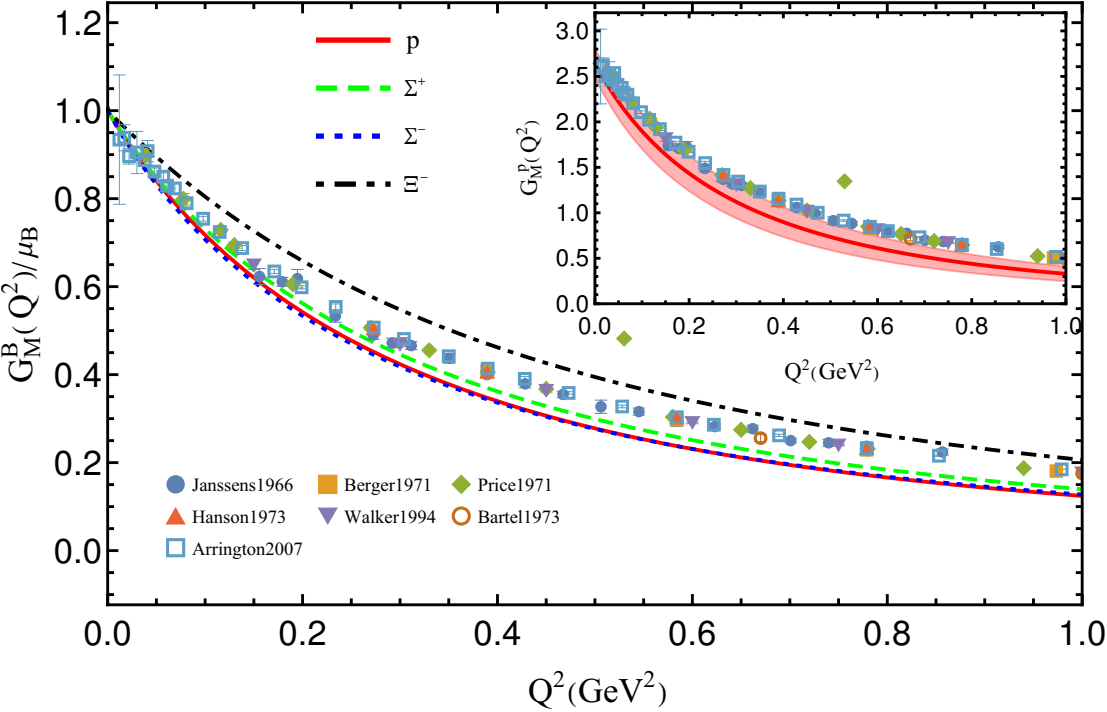 G_M^B(Q^2)/μ_B
1.2
1.0
0.8
0.6
0.4
0.2
0.0
p
Σ^+
Σ^-
Ξ^-
Janssens1966
Berger1971
Price1971
Hanson1973
Walker1994
Bartel1973
Arrington2007
0.0 0.2 0.4 0.6 0.8 1.0
Q^2(GeV^2)
G_M^p(Q^2)
3.0
2.5
2.0
1.5
1.0
0.5
0.0
0.0 0.2 0.4 0.6 0.8 1.0
Q^2(GeV^2)